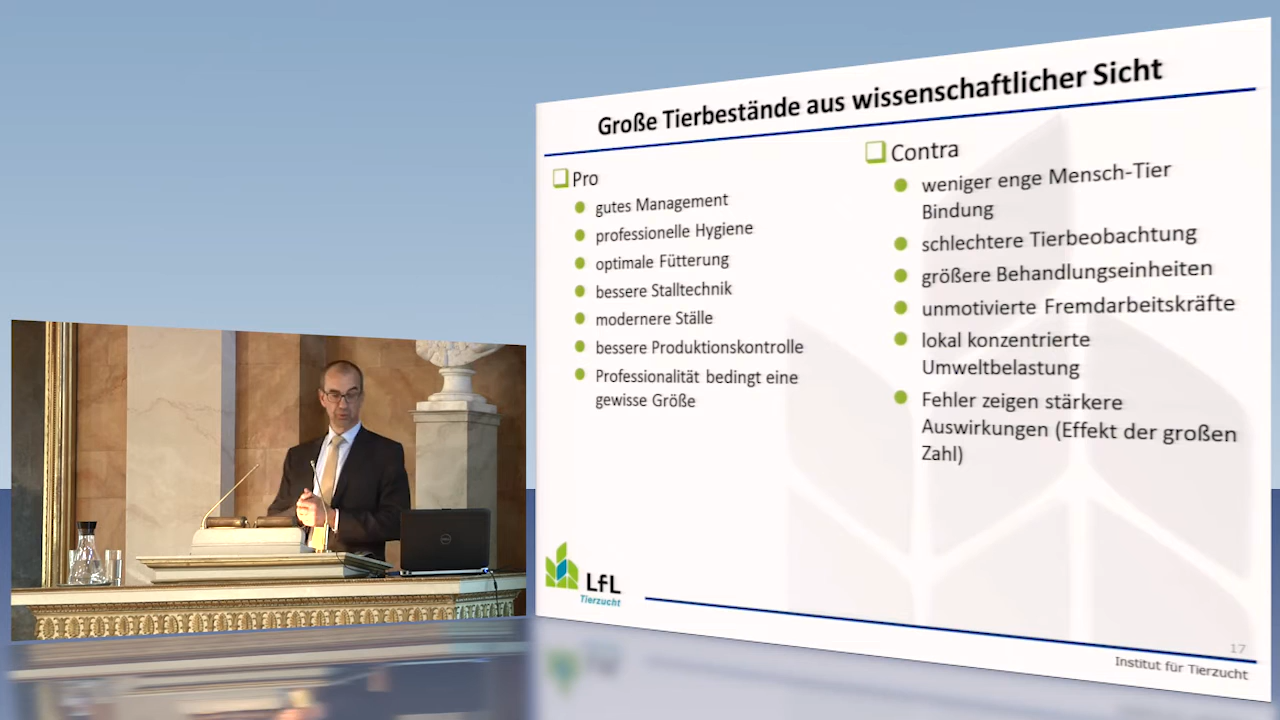 Große Tierbestände aus wissenschaftlicher Sicht
Pro
gutes Management
professionelle Hygiene
optimale Fütterung
bessere Stalltechnik
modernere Ställe
bessere Produktionskontrolle
Professionalität bedingt eine
gewisse Größe
Contra
weniger enge Mensch-Tier
Bindung
schlechtere Tierbeobachtung
größere Behandlungseinheiten
unmotivierte Fremdarbeitskräfte
lokal konzentrierte
Umweltbelastung
Fehler zeigen stärkere
Auswirkungen (Effekt der großen
Zahl)
LfL
Tierzucht
17
Institut für Tierzucht
DELL